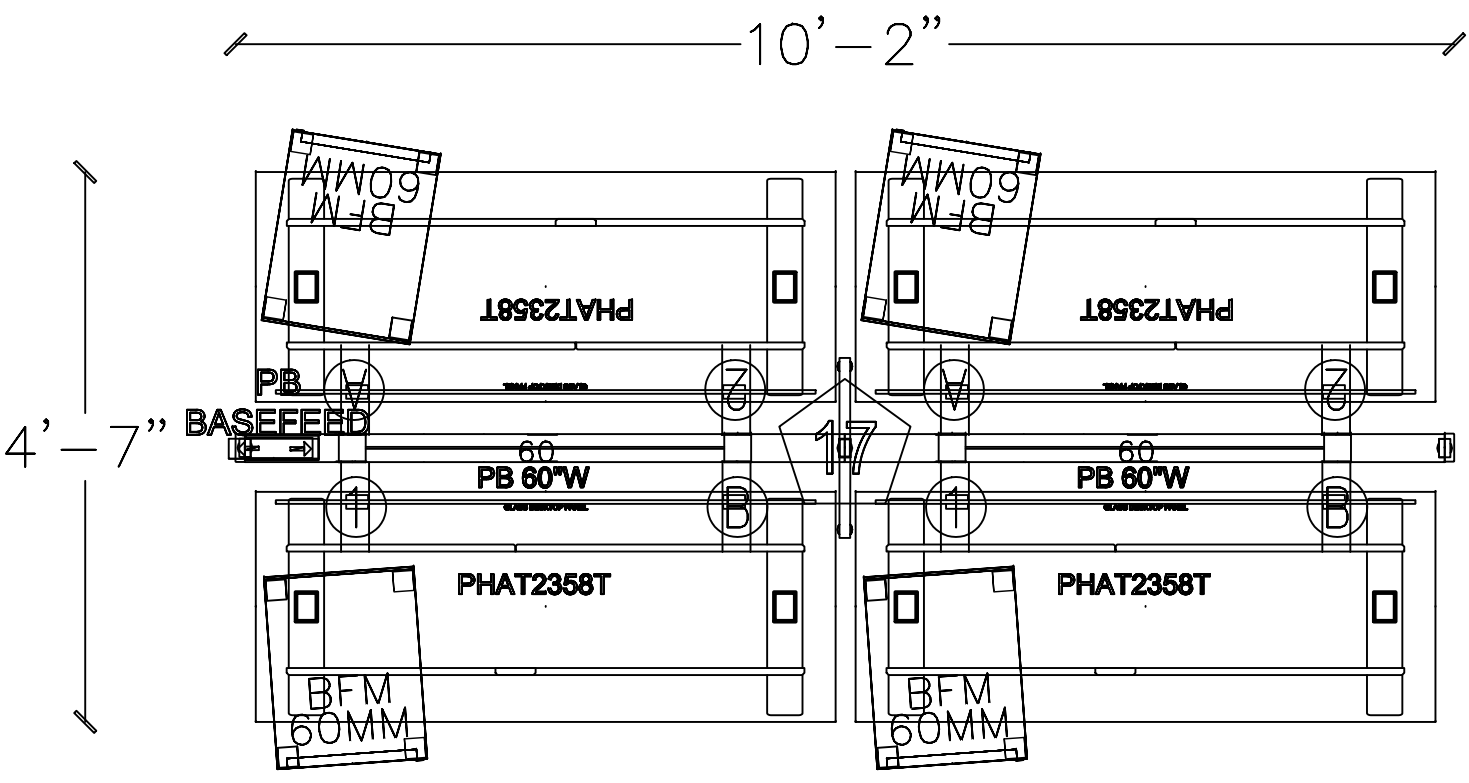 10’-2”
60MM
BFM
60MM
BFM
PHAT2358T
PHAT2358T
PB
A
2
A
2
BASEFEED
4’-7”
60
17
60
PB 60"W
PB 60"W
1
B
1
B
PHAT2358T
PHAT2358T
BFM
60MM
BFM
60MM